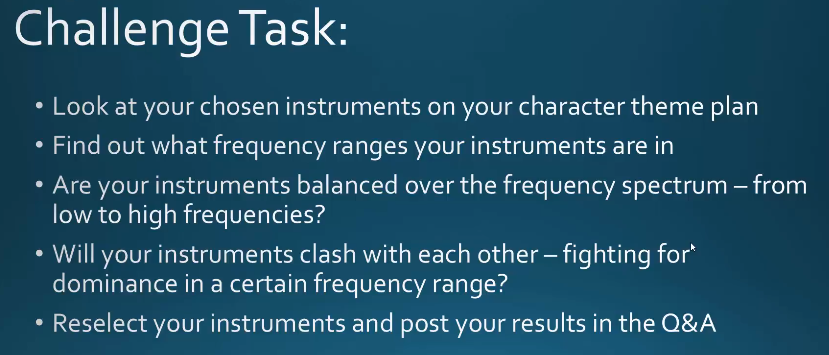 Challenge Task:
• Look at your chosen instruments on your character theme plan
• Find out what frequency ranges your instruments are in
• Are your instruments balanced over the frequency spectrum – from
low to high frequencies?
• Will your instruments clash with each other – fighting for
dominance in a certain frequency range?
• Reselect your instruments and post your results in the Q&A